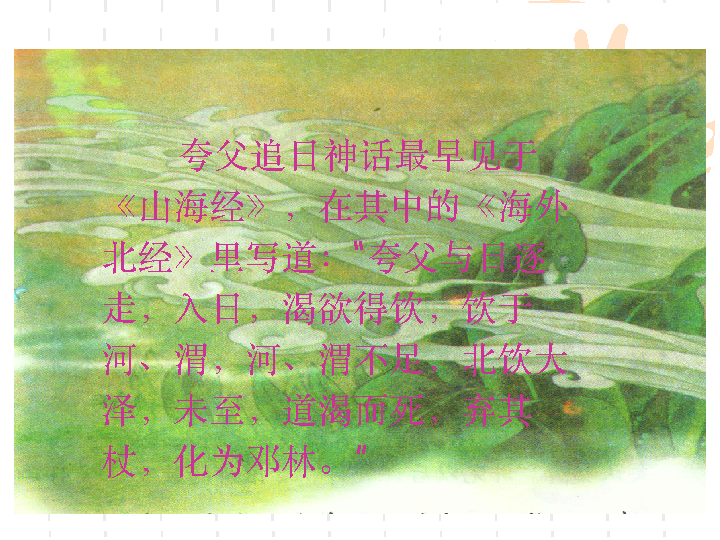 夸父追日神话最早见于
《山海经》，在其中的《海外
北经》里写道："夸父与日逐
走，入日，渴欲得饮，饮于
河、渭，河、渭不足，北饮大
泽，未至，道渴而死，弃其
杖，化为邓林。"